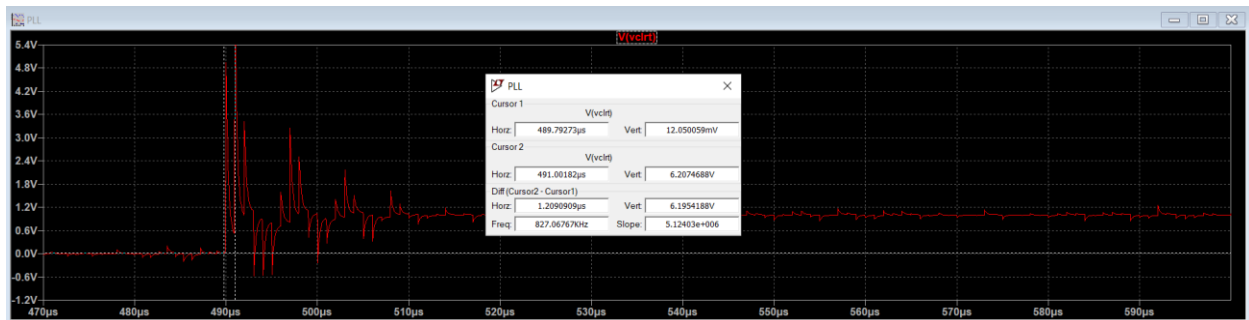 PLL
V(vclrt)
5.4V
4.8V
4.2V
3.6V
3.0V
2.4V
1.8V
1.2V
0.6V
0.0V
-0.6V
-1.2V
470µs 480µs 490µs 500µs 510µs 520µs 530µs 540µs 550µs 560µs 570µs 580µs 590µs
PLL
Cursor 1
V(vclrt)
Horz: 489.79273µs Vert: 12.050059mV
Cursor 2
V(vclrt)
Horz: 491.00182µs Vert: 6.2074688V
Diff (Cursor2 - Cursor1)
Horz: 1.2090909µs Vert: 6.1954188V
Freq: 827.06767KHz Slope: 5.12403e+006